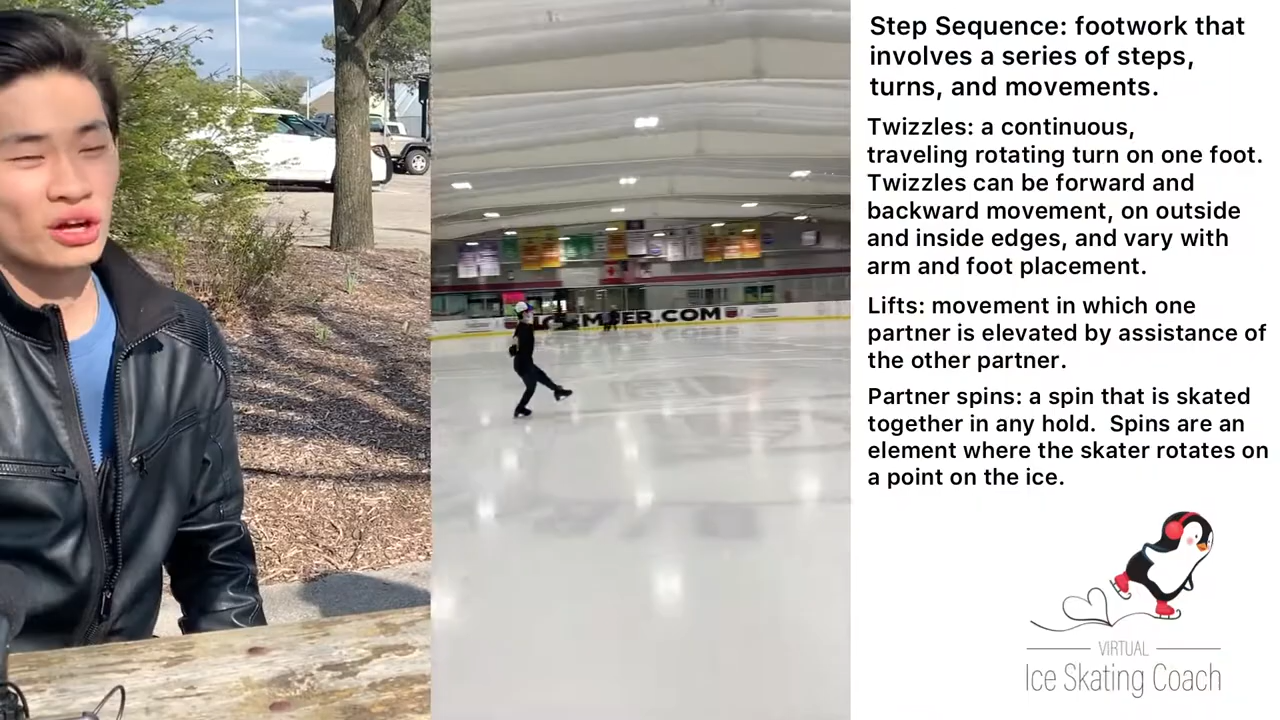 Step Sequence: footwork that
involves a series of steps,
turns, and movements.
Twizzles: a continuous,
traveling rotating turn on one foot.
Twizzles can be forward and
backward movement, on outside
and inside edges, and vary with
arm and foot placement.
Lifts: movement in which one
partner is elevated by assistance of
the other partner.
Partner spins: a spin that is skated
together in any hold.  Spins are an
element where the skater rotates on
a point on the ice.
VIRTUAL
Ice Skating Coach